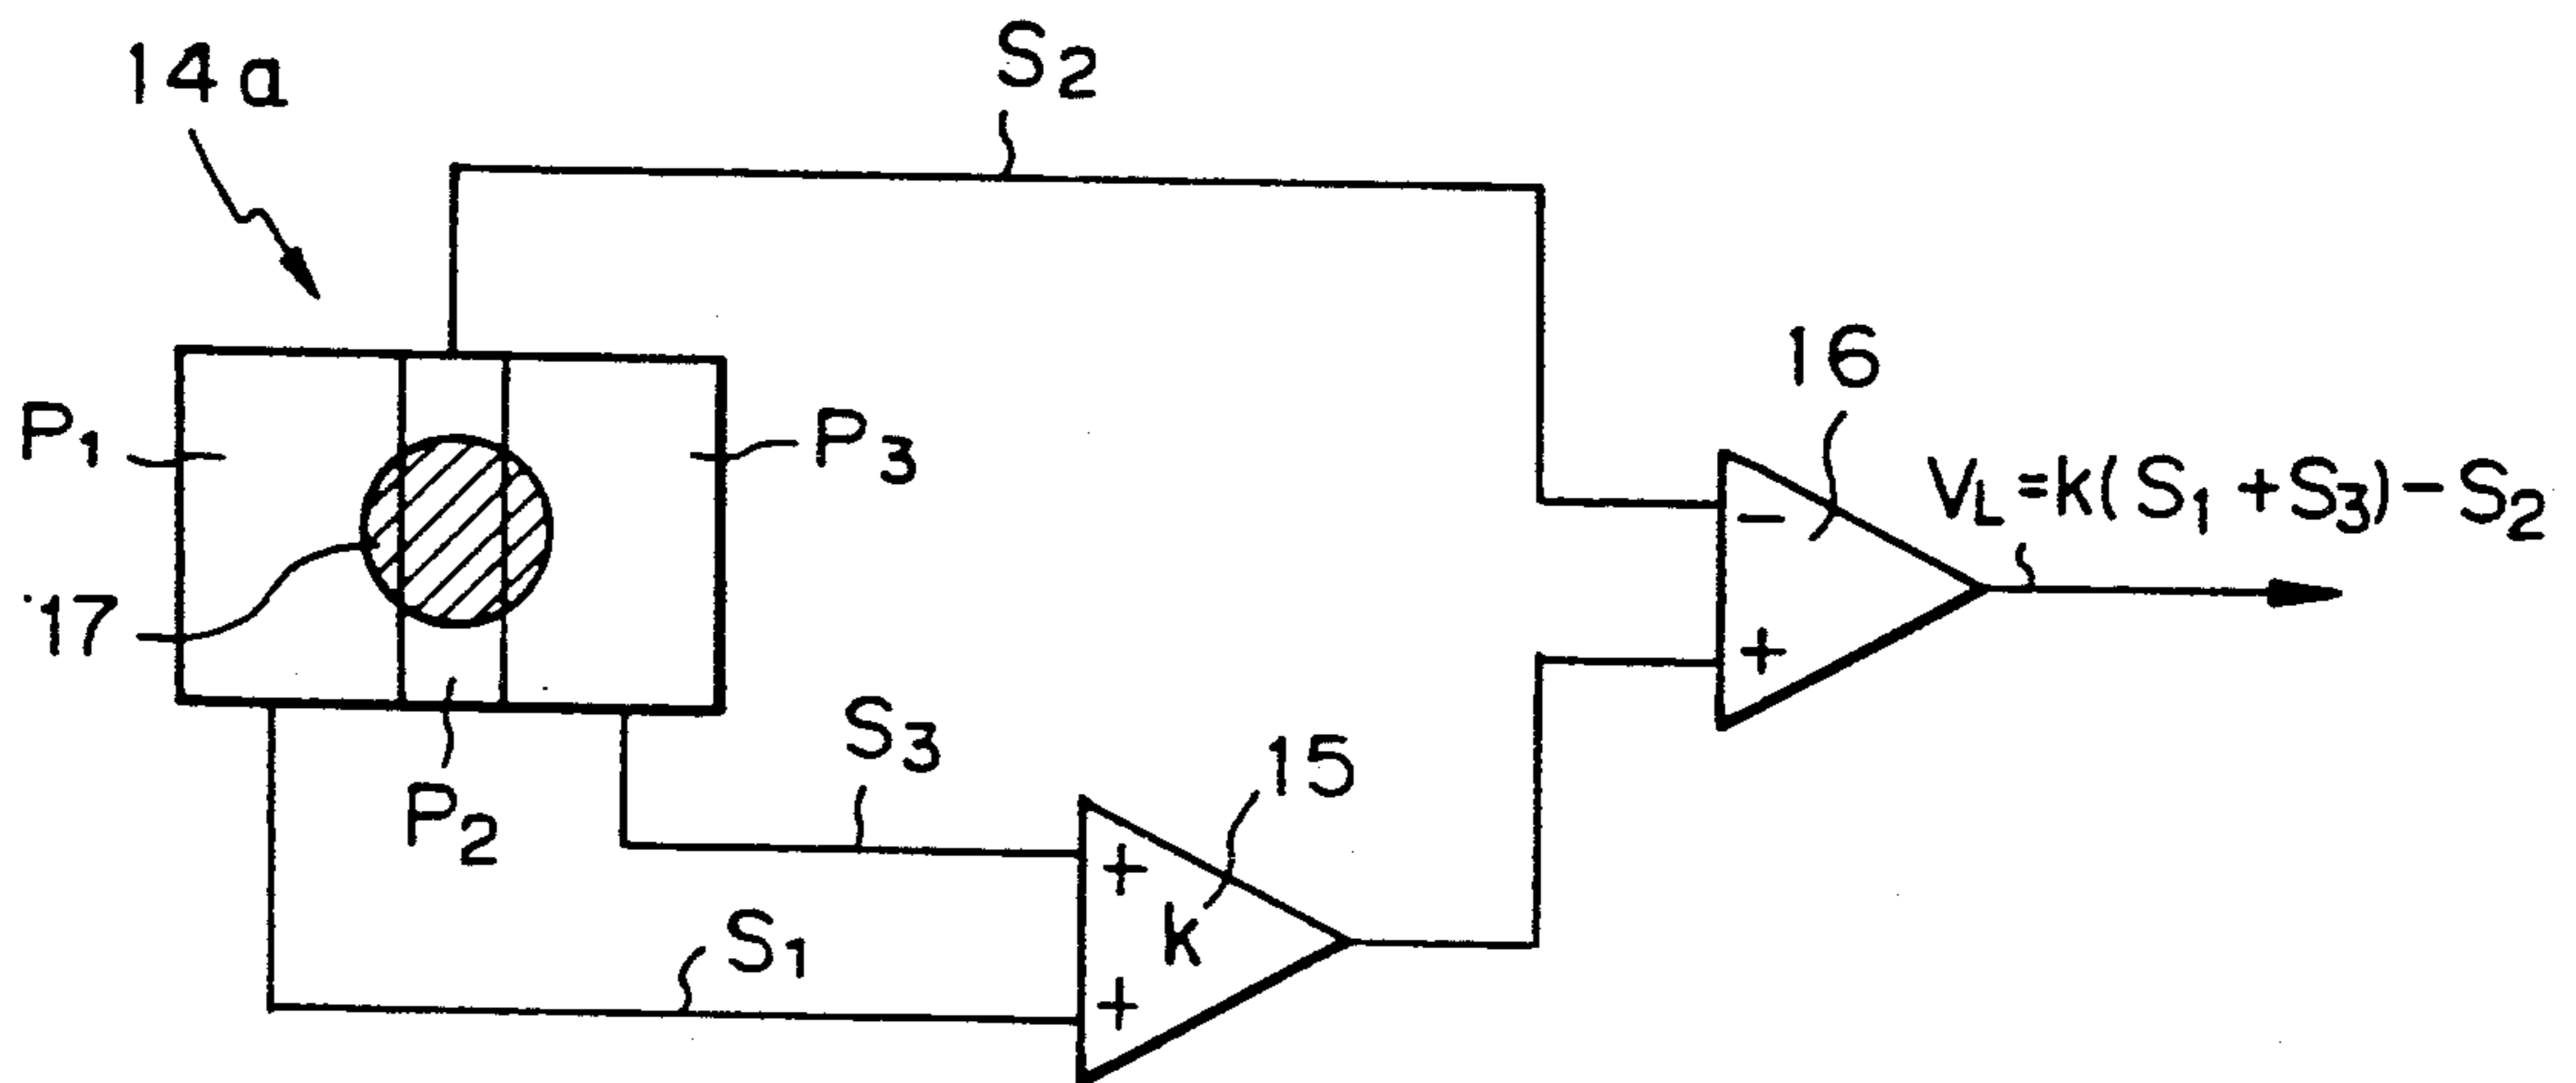 14a
S2
P1
P3
16
VL=k(S1+S3)-S2
-
+
17
P2
S3
15
+
k
S1
+